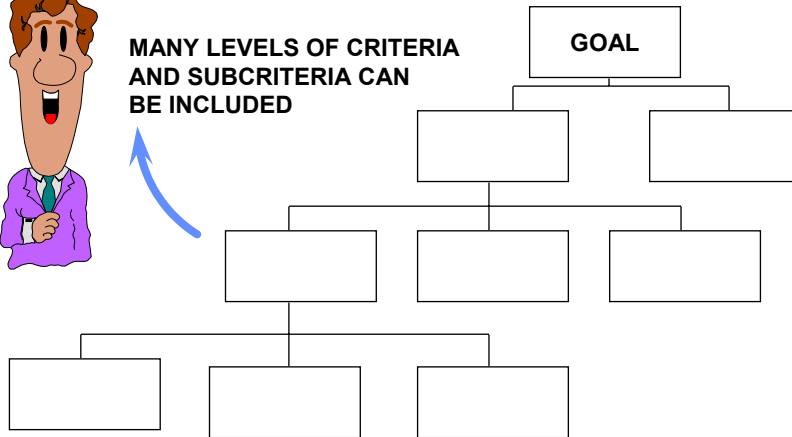 MANY LEVELS OF CRITERIA
AND SUBCRITERIA CAN
BE INCLUDED
GOAL